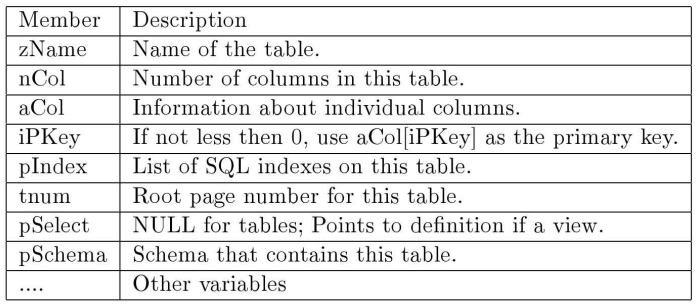 Member Description
zName Name of the table.
nCol Number of columns in this table.
aCol Information about individual columns.
iPKey If not less then 0, use aCol[iPKey] as the primary key.
pIndex List of SQL indexes on this table.
tnum Root page number for this table.
pSelect NULL for tables; Points to definition if a view.
pSchema Schema that contains this table.
.... Other variables